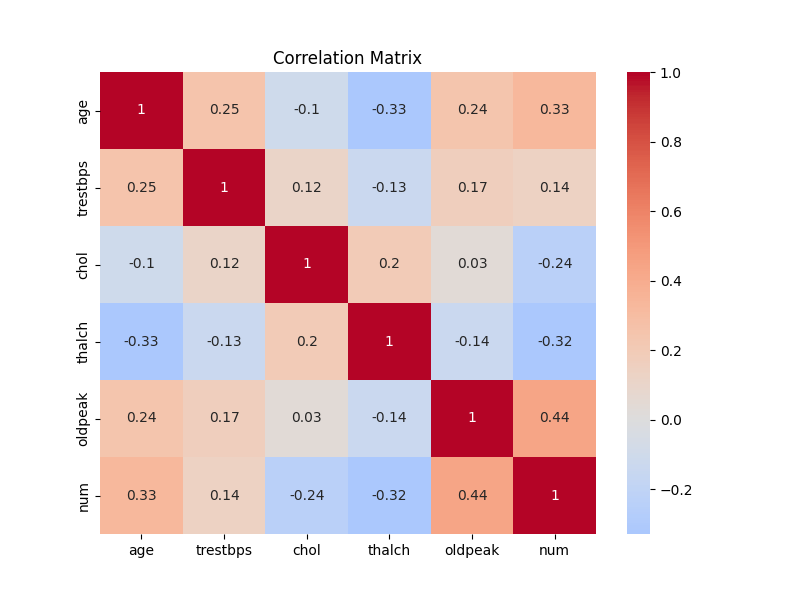 Correlation Matrix
age 1 0.25 -0.1 -0.33 0.24 0.33
trestbps 0.25 1 0.12 -0.13 0.17 0.14
chol -0.1 0.12 1 0.2 0.03 -0.24
thalch -0.33 -0.13 0.2 1 -0.14 -0.32
oldpeak 0.24 0.17 0.03 -0.14 1 0.44
num 0.33 0.14 -0.24 -0.32 0.44 1
age trestbps chol thalch oldpeak num
1.0
0.8
0.6
0.4
0.2
0.0
−0.2